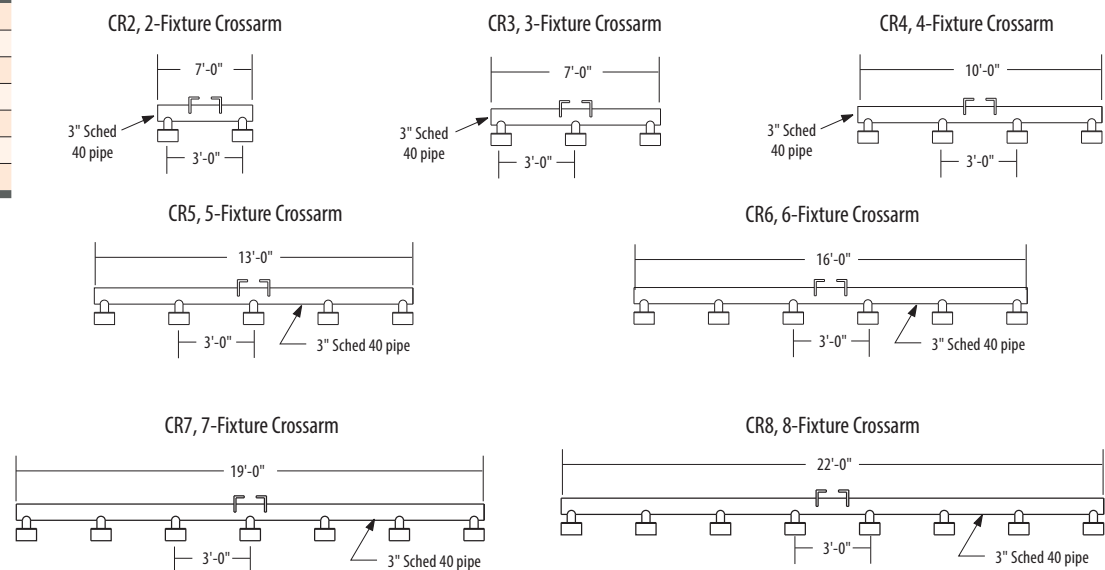 CR2, 2-Fixture Crossarm
7'-0"
3" Sched
40 pipe
3'-0"
CR3, 3-Fixture Crossarm
7'-0"
3" Sched
40 pipe
3'-0"
CR4, 4-Fixture Crossarm
10'-0"
3" Sched
40 pipe
3'-0"
CR5, 5-Fixture Crossarm
13'-0"
3'-0"
3" Sched 40 pipe
CR6, 6-Fixture Crossarm
16'-0"
3'-0"
3" Sched 40 pipe
CR7, 7-Fixture Crossarm
19'-0"
3'-0"
3" Sched 40 pipe
CR8, 8-Fixture Crossarm
22'-0"
3'-0"
3" Sched 40 pipe